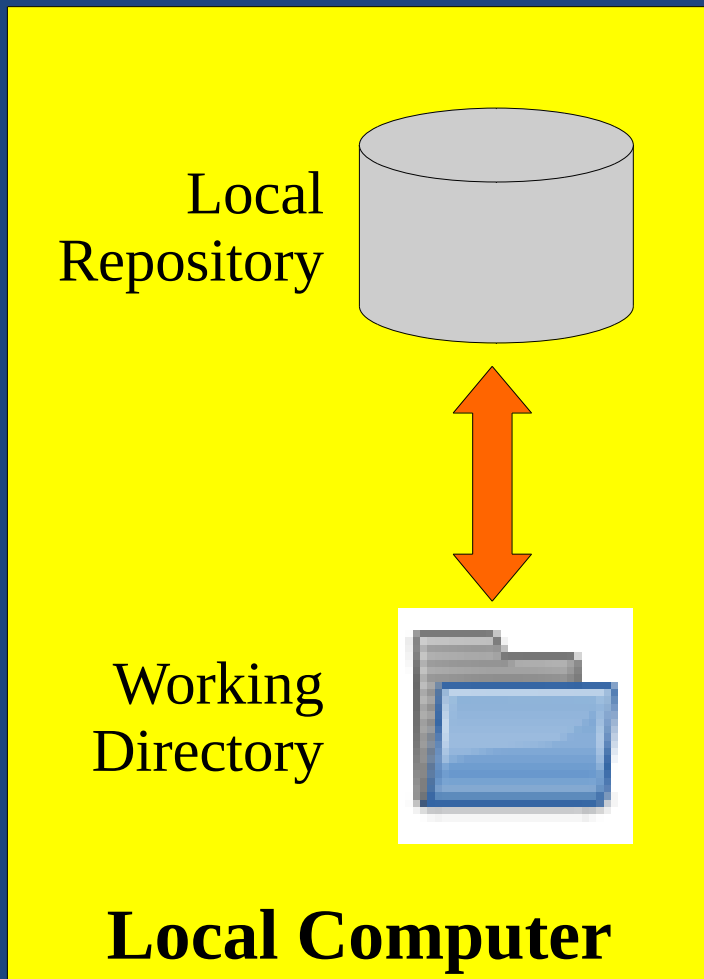 Local
Repository
Working
Directory
Local Computer